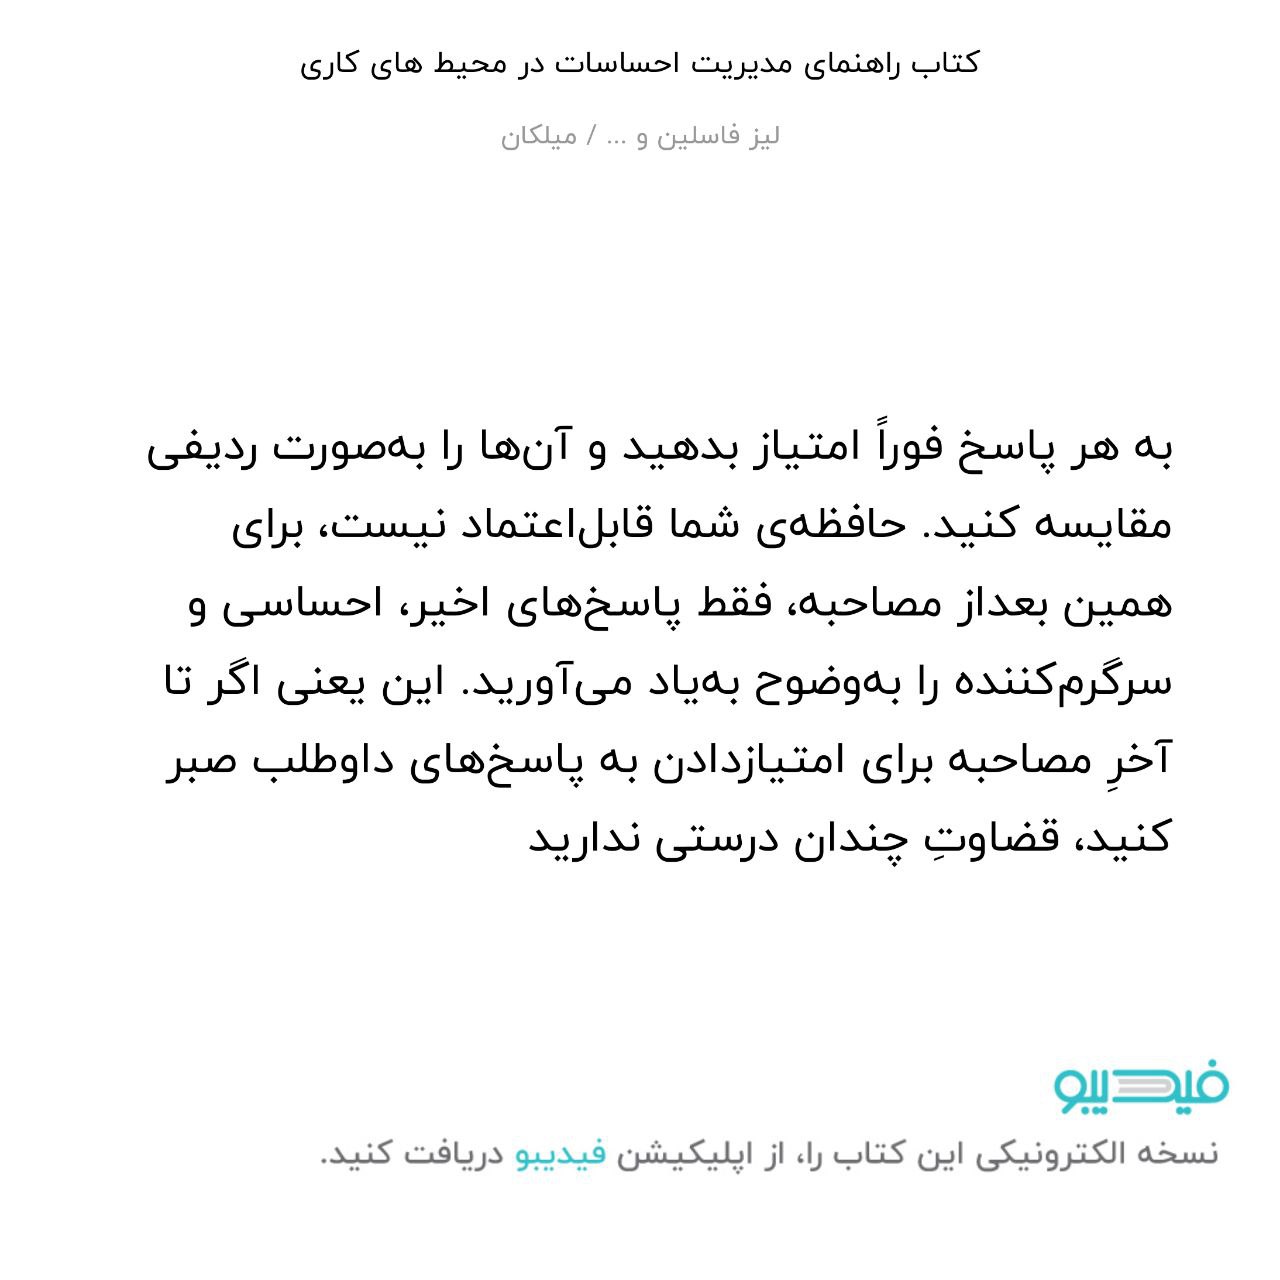 کتاب راهنمای مدیریت احساسات در محیط های کاری
لیز فاسلین و ... / میلکان
به هر پاسخ فوراً امتیاز بدهید و آن‌ها را به‌صورت ردیفی
مقایسه کنید. حافظه‌ی شما قابل‌اعتماد نیست، برای
همین بعداز مصاحبه، فقط پاسخ‌های اخیر، احساسی و
سرگرم‌کننده را به‌وضوح به‌یاد می‌آورید. این یعنی اگر تا
آخرِ مصاحبه برای امتیازدادن به پاسخ‌های داوطلب صبر
کنید، قضاوتِ چندان درستی ندارید
فیدیبو
نسخه الکترونیکی این کتاب را، از اپلیکیشن فیدیبو دریافت کنید.